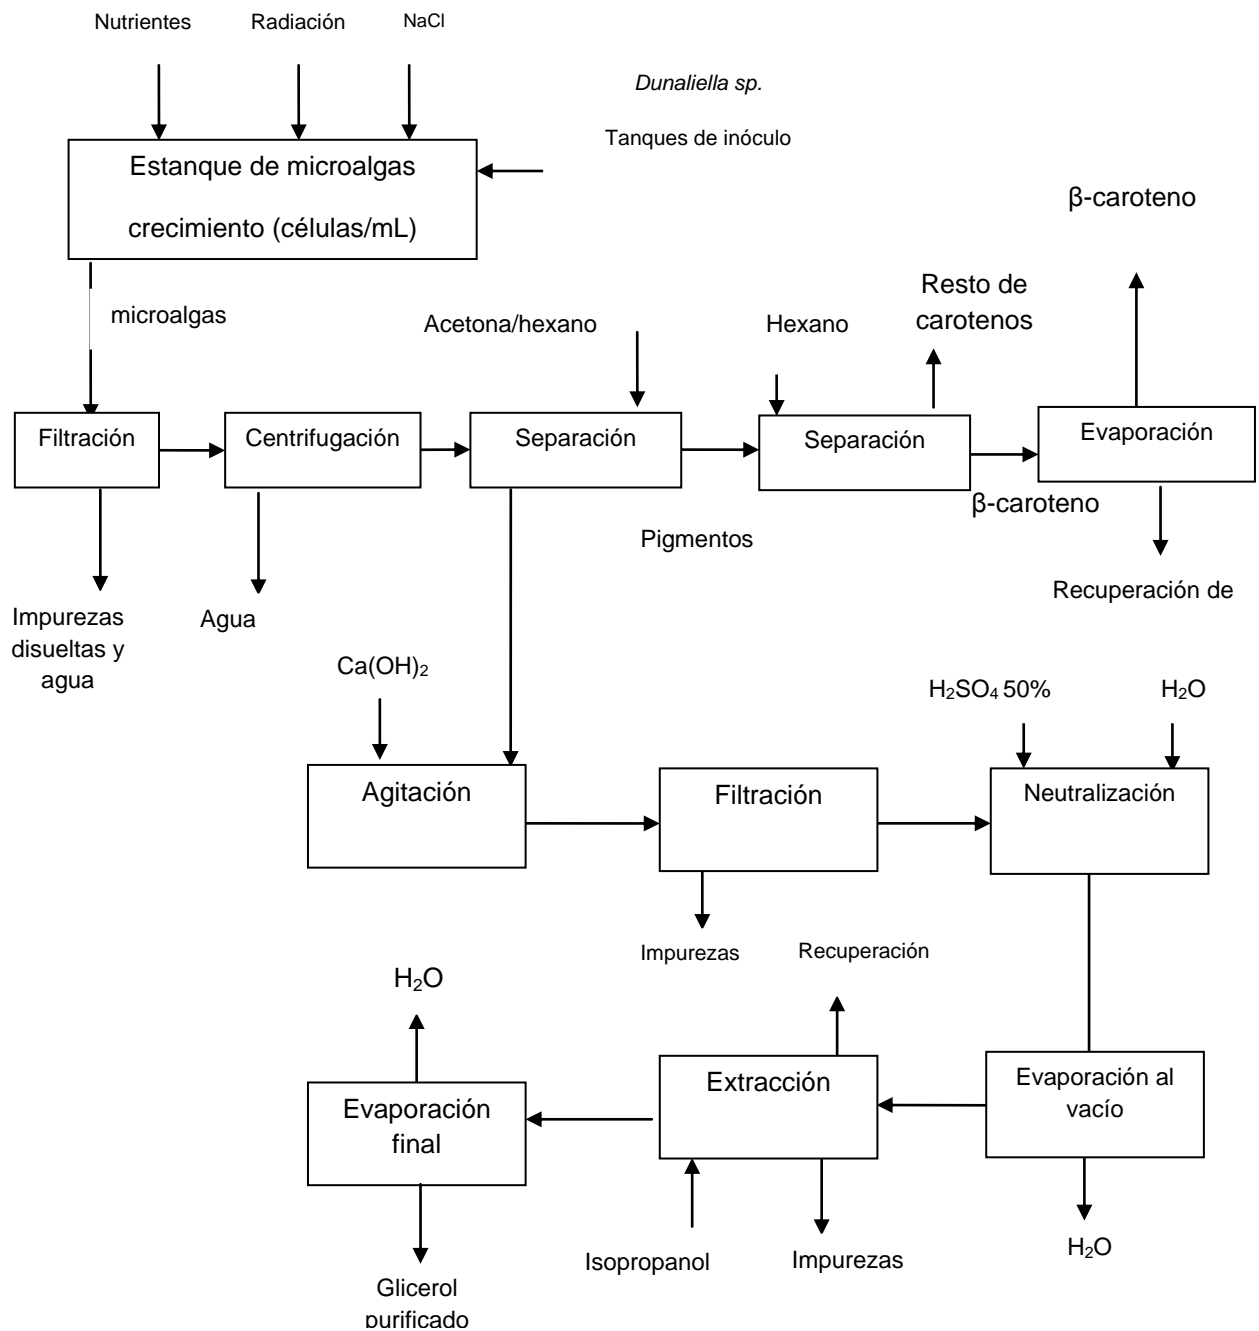 Nutrientes
Radiación
NaCl
Dunaliella sp.
Tanques de inóculo
Estanque de microalgas
crecimiento (células/mL)
β-caroteno
microalgas
Acetona/hexano
Hexano
Resto de
carotenos
Filtración
Centrifugación
Separación
Separación
Evaporación
β-caroteno
Pigmentos
Recuperación de
Impurezas
disueltas y
agua
Agua
Ca(OH)₂
H₂SO₄ 50%
H₂O
Agitación
Filtración
Neutralización
Impurezas
Recuperación
H₂O
Evaporación
final
Extracción
Evaporación al
vacío
Isopropanol
Impurezas
H₂O
Glicerol
purificado